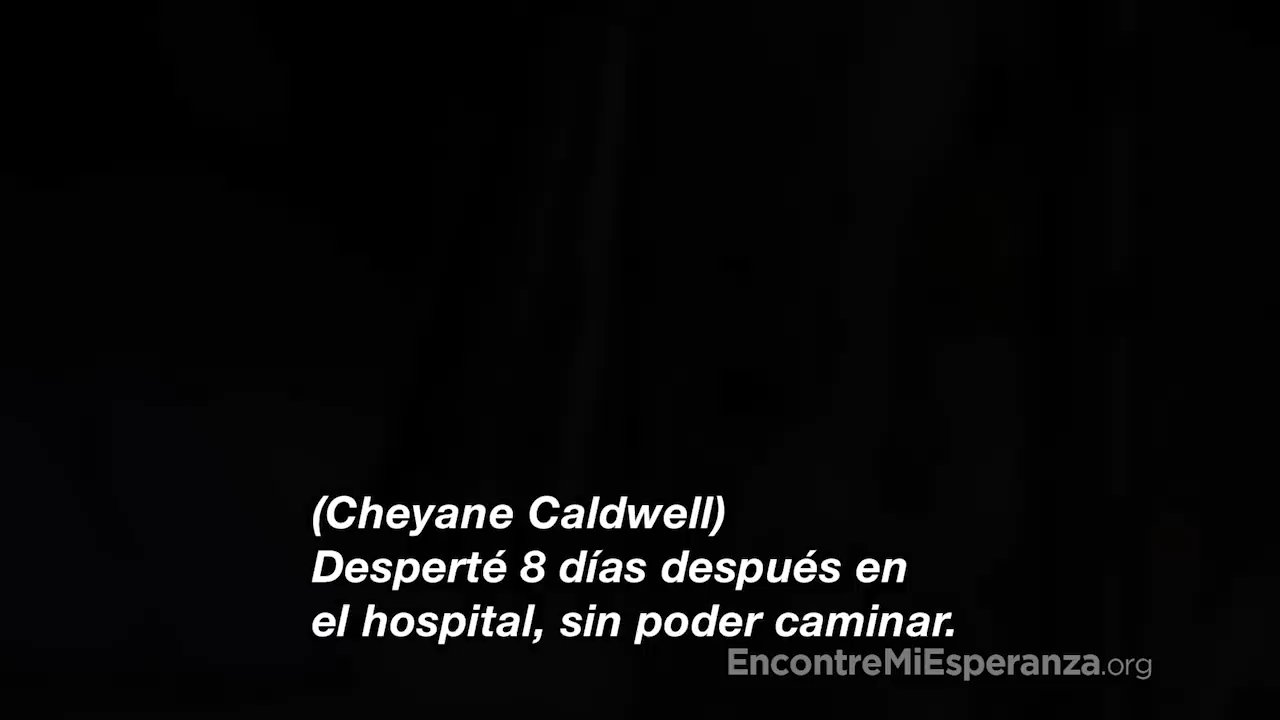 (Cheyane Caldwell)
Desperté 8 días después en
el hospital, sin poder caminar.
EncontreMiEsperanza.org